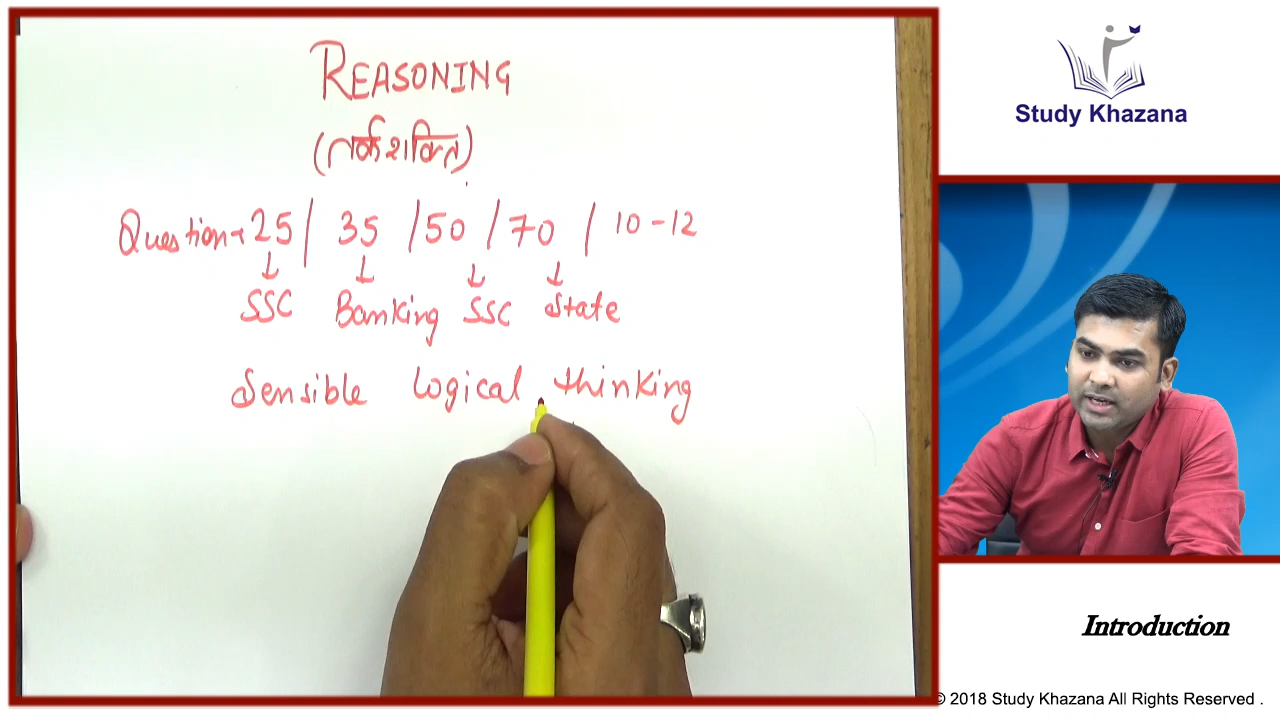 REASONING
(तर्कशक्ति)
Question → 25 / 35 / 50 / 70 / 10-12
↓ ↓ ↓ ↓
SSC Banking SSC State
Sensible Logical thinking
Study Khazana
Introduction
© 2018 Study Khazana All Rights Reserved .